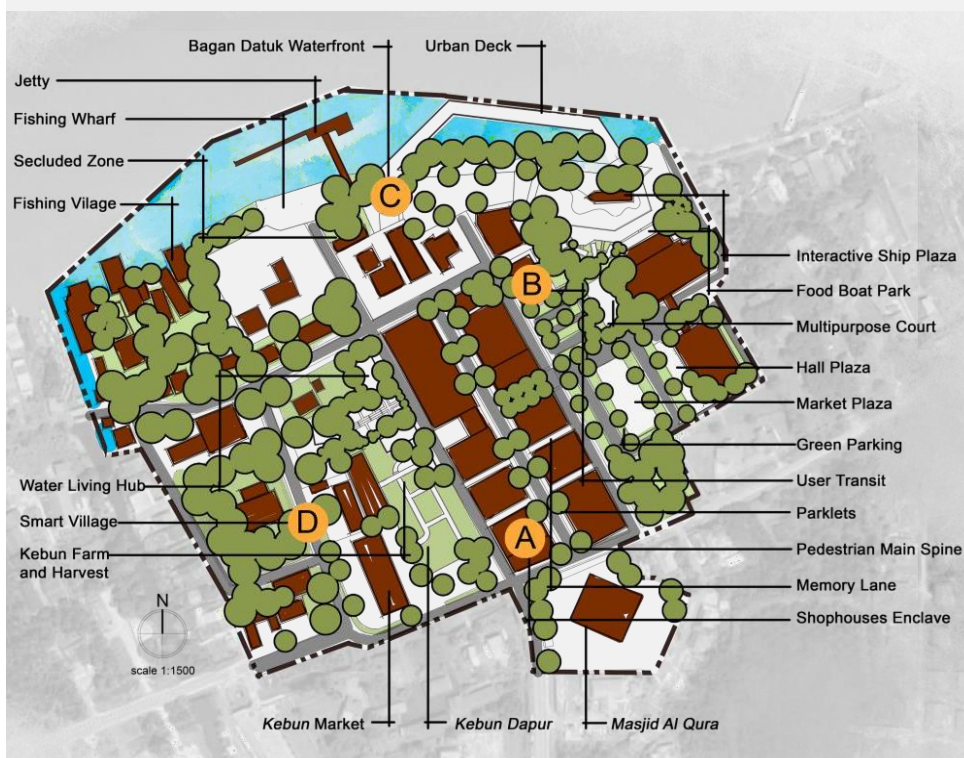 Bagan Datuk Waterfront
Urban Deck
Jetty
Fishing Wharf
Secluded Zone
Fishing Vilage
C
B
Interactive Ship Plaza
Food Boat Park
Multipurpose Court
Hall Plaza
Market Plaza
Green Parking
User Transit
Parklets
Pedestrian Main Spine
Memory Lane
Shophouses Enclave
Water Living Hub
Smart Village
Kebun Farm
and Harvest
D
A
N
scale 1:1500
Kebun Market
Kebun Dapur
Masjid Al Qura